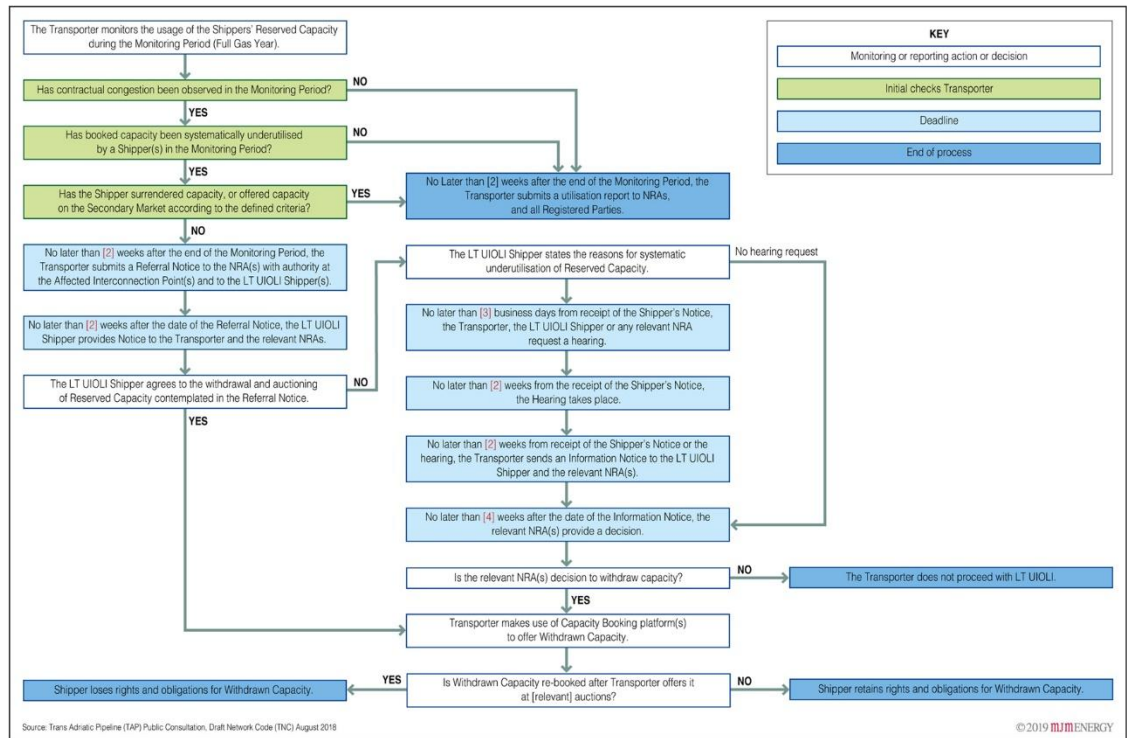 The Transporter monitors the usage of the Shippers' Reserved Capacity
during the Monitoring Period (Full Gas Year).
Has contractual congestion been observed in the Monitoring Period?
NO
YES
Has booked capacity been systematically underutilised
by a Shipper(s) in the Monitoring Period?
NO
YES
Has the Shipper surrendered capacity, or offered capacity
on the Secondary Market according to the defined criteria?
YES
NO
No Later than [2] weeks after the end of the Monitoring Period, the
Transporter submits a utilisation report to NRAs,
and all Registered Parties.
KEY
Monitoring or reporting action or decision
Initial checks Transporter
Deadline
End of process
No later than [2] weeks after the end of the Monitoring Period, the
Transporter submits a Referral Notice to the NRA(s) with authority at
the Affected Interconnection Point(s) and to the LT UIOLI Shipper(s).
No later than [2] weeks after the date of the Referral Notice, the LT UIOLI
Shipper provides Notice to the Transporter and the relevant NRAs.
The LT UIOLI Shipper agrees to the withdrawal and auctioning
of Reserved Capacity contemplated in the Referral Notice.
NO
YES
The LT UIOLI Shipper states the reasons for systematic
underutilisation of Reserved Capacity.
No hearing request
No later than [3] business days from receipt of the Shipper's Notice,
the Transporter, the LT UIOLI Shipper or any relevant NRA
request a hearing.
No later than [2] weeks from the receipt of the Shipper's Notice,
the Hearing takes place.
No later than [2] weeks from receipt of the Shipper's Notice or the
hearing, the Transporter sends an Information Notice to the LT UIOLI
Shipper and the relevant NRA(s).
No later than [4] weeks after the date of the Information Notice, the
relevant NRA(s) provide a decision.
Is the relevant NRA(s) decision to withdraw capacity?
NO
The Transporter does not proceed with LT UIOLI.
YES
Transporter makes use of Capacity Booking platform(s)
to offer Withdrawn Capacity.
Shipper loses rights and obligations for Withdrawn Capacity.
YES
Is Withdrawn Capacity re-booked after Transporter offers it
at [relevant] auctions?
NO
Shipper retains rights and obligations for Withdrawn Capacity.
Source: Trans Adriatic Pipeline (TAP) Public Consultation, Draft Network Code (TNC) August 2018
©2019 MJMENERGY